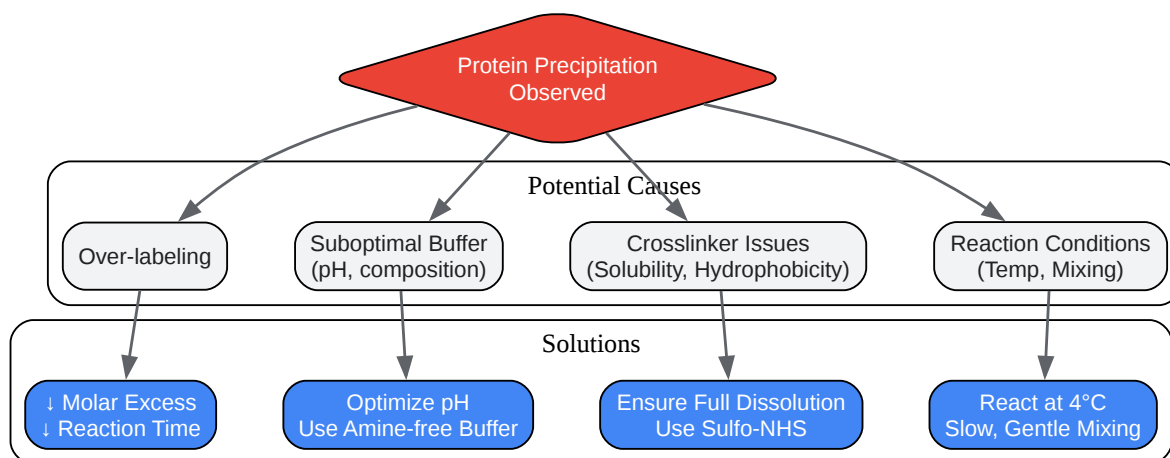 Protein Precipitation
Observed
Potential Causes
Over-labeling
Suboptimal Buffer
(pH, composition)
Crosslinker Issues
(Solubility, Hydrophobicity)
Reaction Conditions
(Temp, Mixing)
Solutions
↓ Molar Excess
↓ Reaction Time
Optimize pH
Use Amine-free Buffer
Ensure Full Dissolution
Use Sulfo-NHS
React at 4°C
Slow, Gentle Mixing